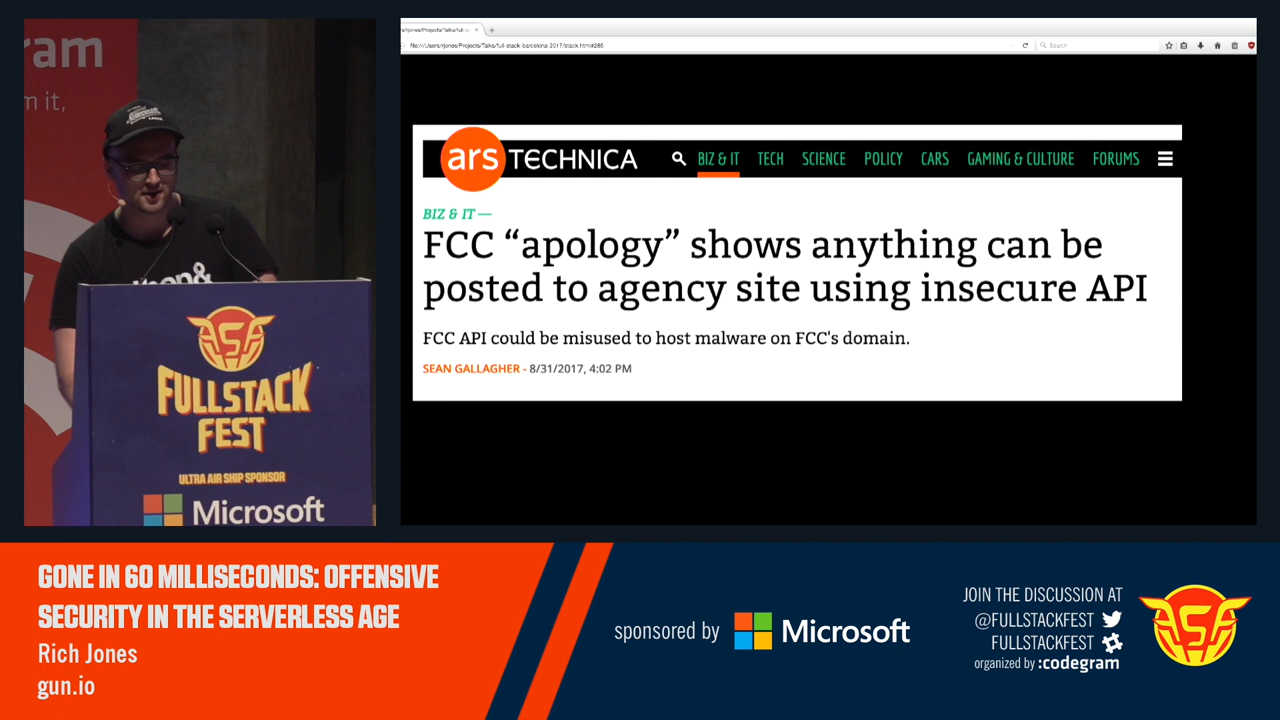 ram
m it,
FULLSTACK
FEST
ULTRA AIR SHIP SPONSOR
Microsoft
Search
ars TECHNICA
BIZ & IT TECH SCIENCE POLICY CARS GAMING & CULTURE FORUMS
BIZ & IT —
FCC “apology” shows anything can be
posted to agency site using insecure API
FCC API could be misused to host malware on FCC's domain.
SEAN GALLAGHER - 8/31/2017, 4:02 PM
GONE IN 60 MILLISECONDS: OFFENSIVE
SECURITY IN THE SERVERLESS AGE
Rich Jones
gun.io
sponsored by Microsoft
JOIN THE DISCUSSION AT
@FULLSTACKFEST
FULLSTACKFEST
organized by :codegram